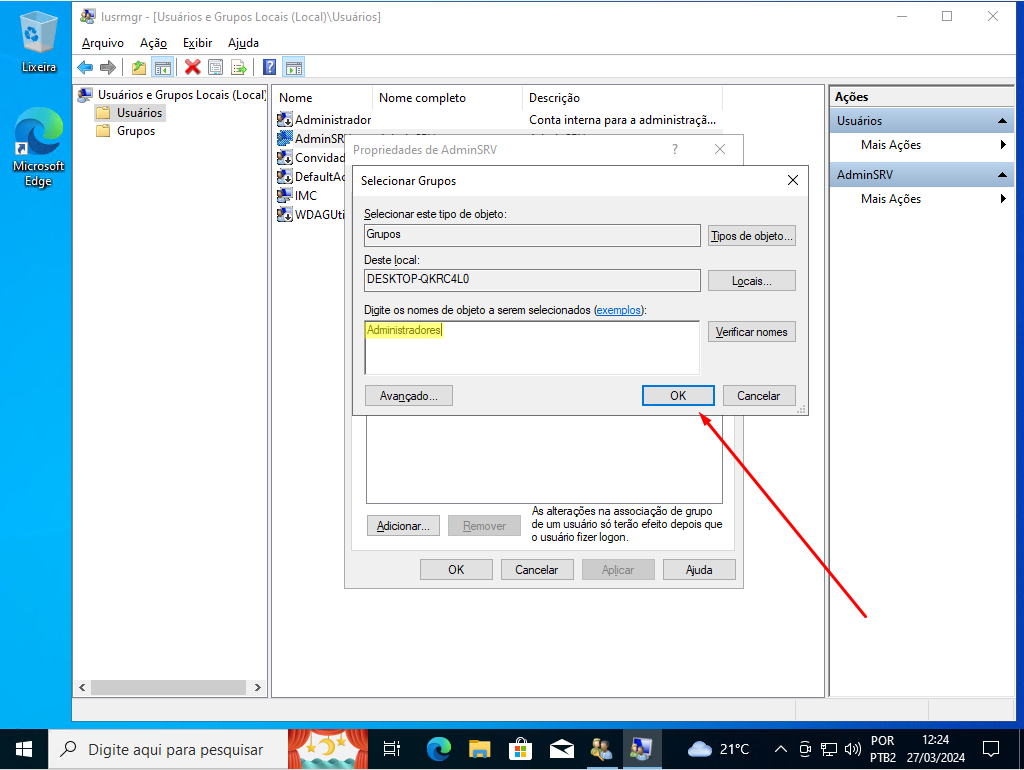 Lixeira
Microsoft
Edge
lusrmgr - [Usuários e Grupos Locais (Local)\Usuários]
Arquivo Ação Exibir Ajuda
Usuários e Grupos Locais (Local)
Usuários
Grupos
Nome Nome completo Descrição
Administrador Conta interna para a administraçã...
AdminSR
Convidad
DefaultAc
IMC
WDAGUti
Propriedades de AdminSRV
Selecionar Grupos
Selecionar este tipo de objeto:
Grupos
Tipos de objeto...
Deste local:
DESKTOP-QKRC4L0
Locais...
Digite os nomes de objeto a serem selecionados (exemplos):
Administradores
Verificar nomes
Avançado...
OK
Cancelar
Adicionar...
Remover
As alterações na associação de grupo
de um usuário só terão efeito depois que
o usuário fizer logon.
OK
Cancelar
Aplicar
Ajuda
Ações
Usuários
Mais Ações
AdminSRV
Mais Ações
Digite aqui para pesquisar
21°C
POR
PTB2
12:24
27/03/2024